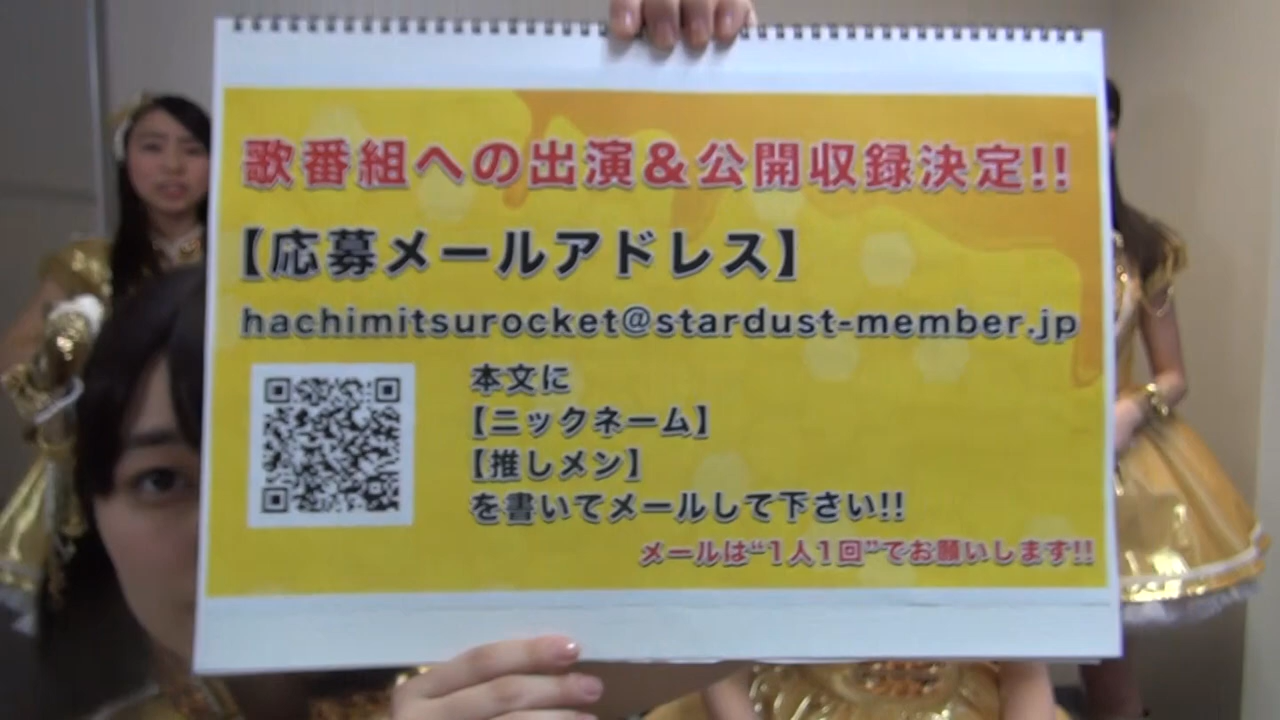 歌番組への出演&公開収録決定!!
【応募メールアドレス】
hachimitsurocket@stardust-member.jp
本文に
【ニックネーム】
【推しメン】
を書いてメールして下さい!!
メールは“1人1回”でお願いします!!